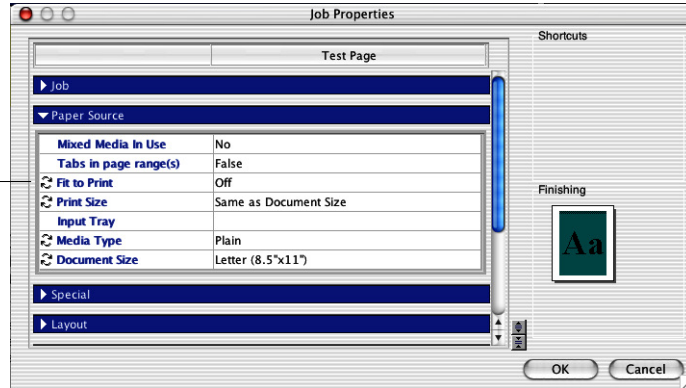 Job Properties
Shortcuts
Test Page
Job
Paper Source
Mixed Media In Use No
Tabs in page range(s) False
Fit to Print Off
Print Size Same as Document Size
Input Tray
Media Type Plain
Document Size Letter (8.5"x11")
Special
Layout
Finishing
Aa
OK Cancel